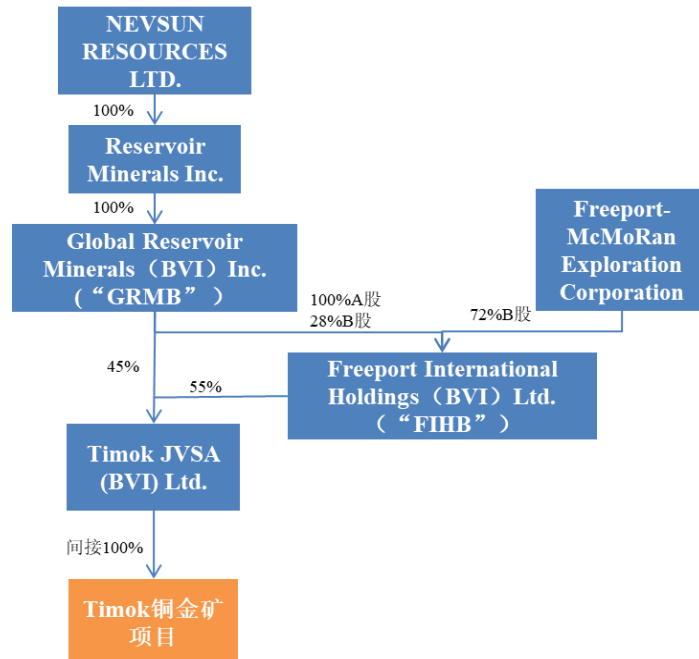 NEVSUN
RESOURCES
LTD.
100%
Reservoir
Minerals Inc.
100%
Global Reservoir
Minerals（BVI）Inc.
(“GRMB” )
Freeport-
McMoRan
Exploration
Corporation
100%A股
28%B股
72%B股
45%
55%
Freeport International
Holdings（BVI）Ltd.
（“FIHB”）
Timok JVSA
(BVI) Ltd.
间接100%
Timok铜金矿
项目